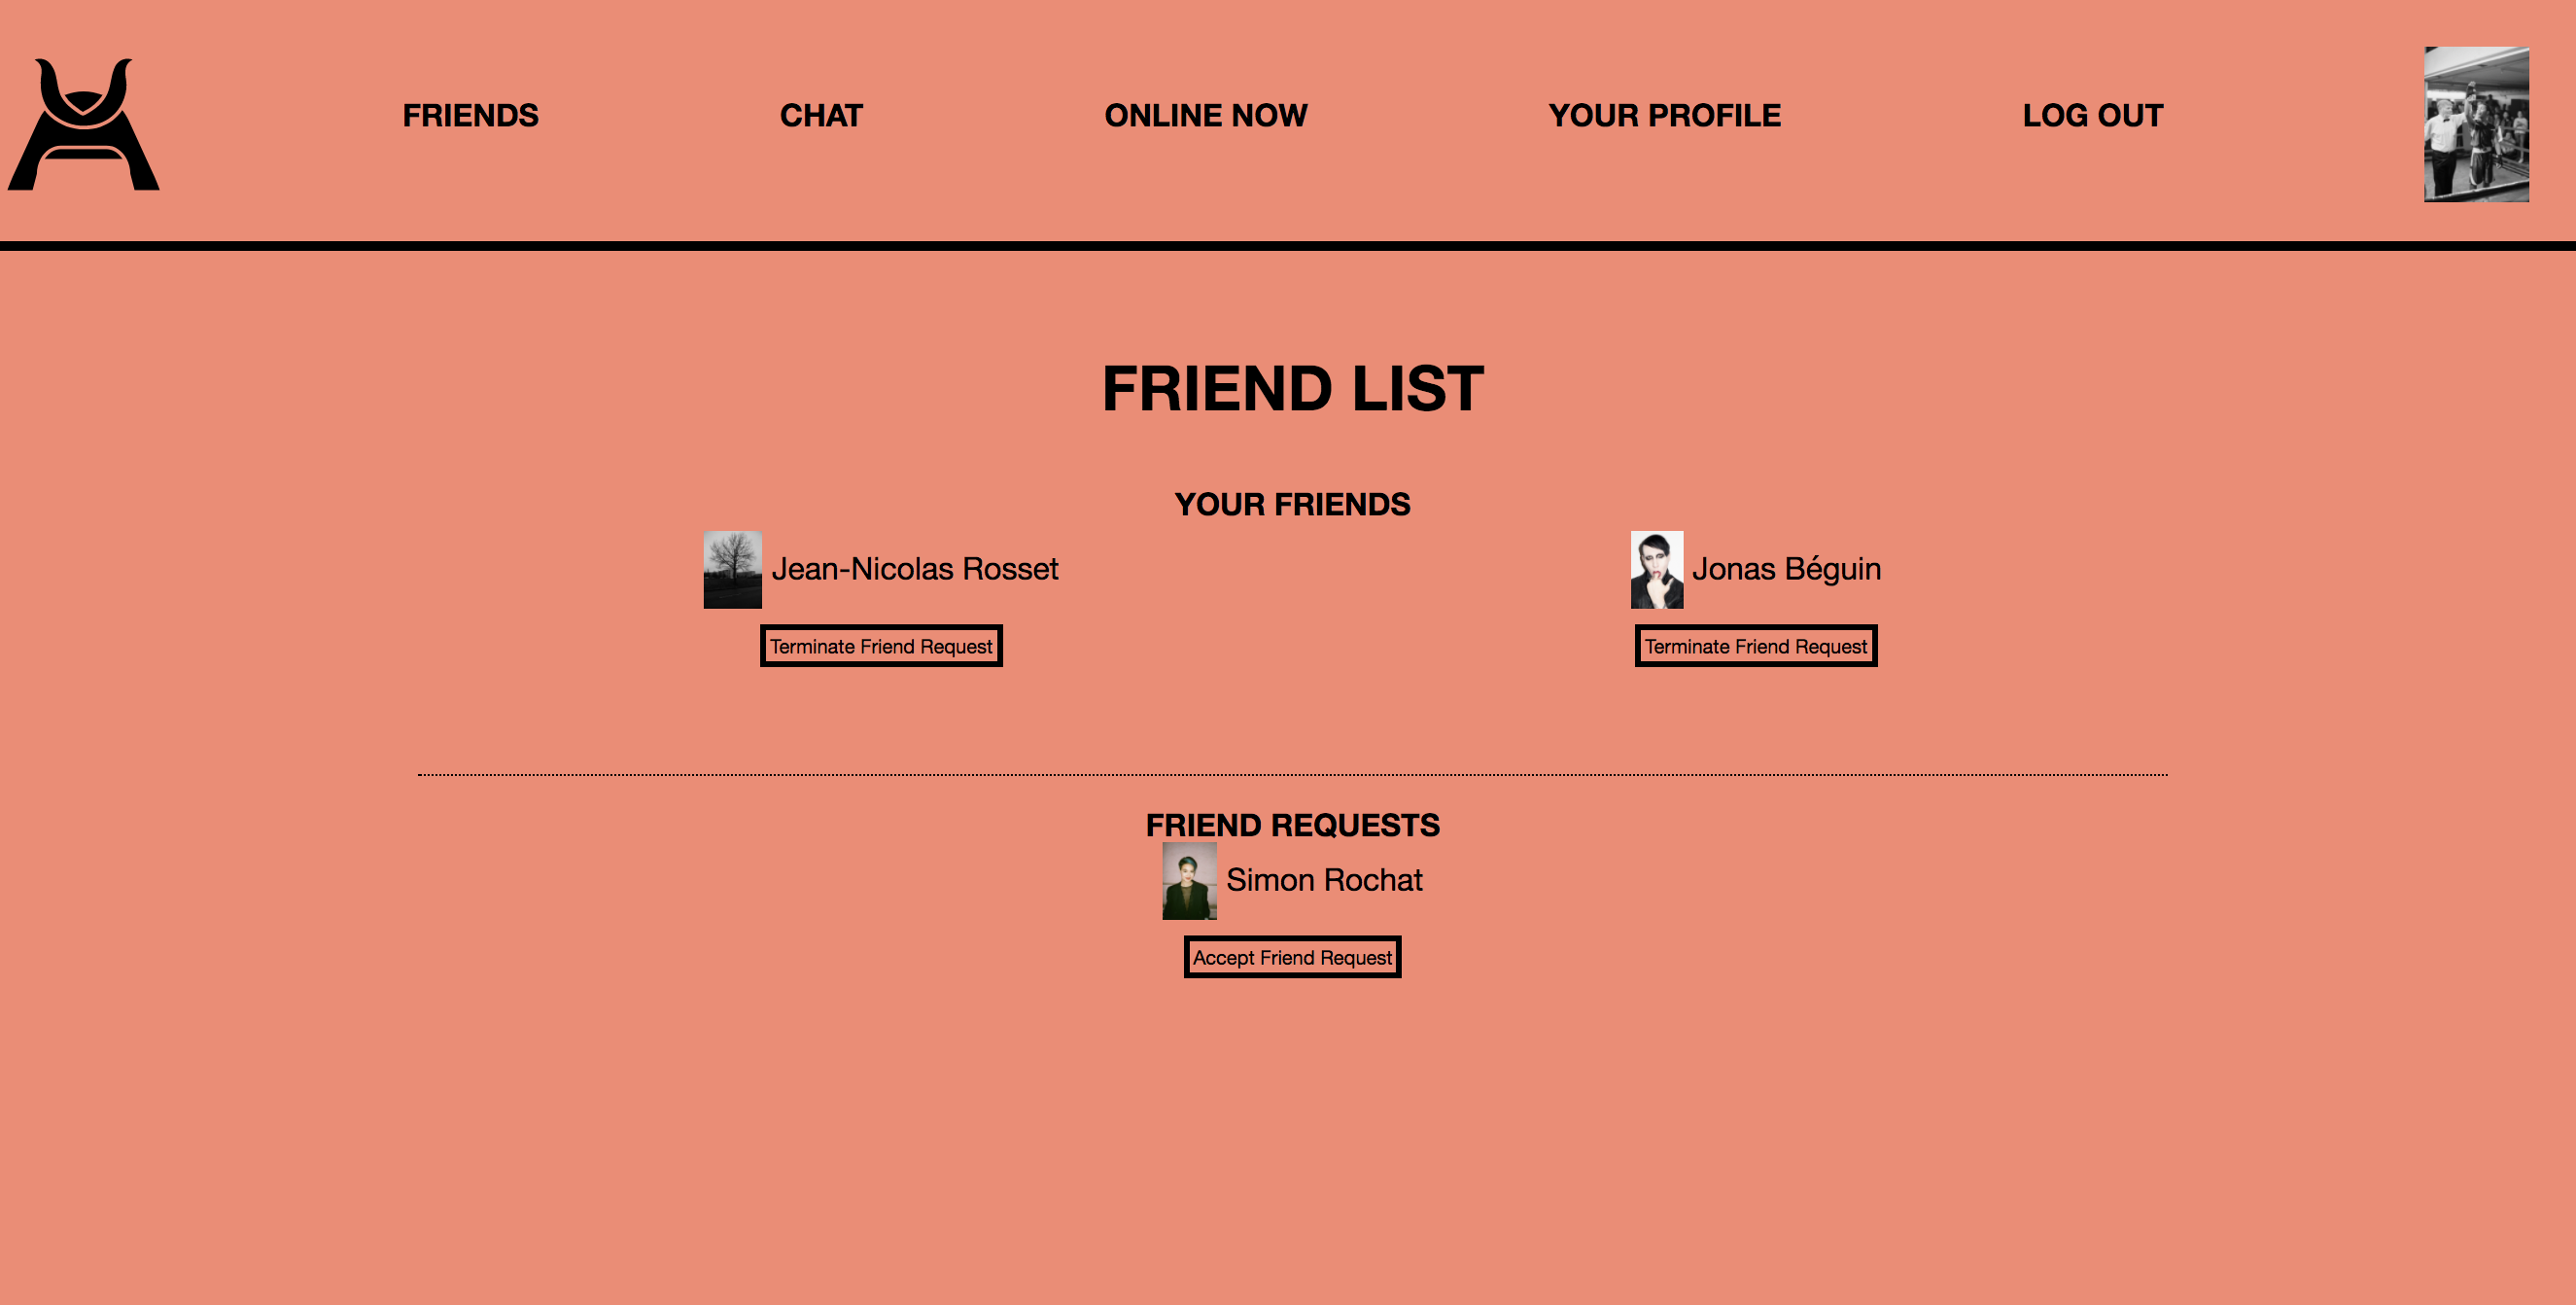 FRIENDS
CHAT
ONLINE NOW
YOUR PROFILE
LOG OUT
FRIEND LIST
YOUR FRIENDS
Jean-Nicolas Rosset
Jonas Béguin
Terminate Friend Request
Terminate Friend Request
FRIEND REQUESTS
Simon Rochat
Accept Friend Request